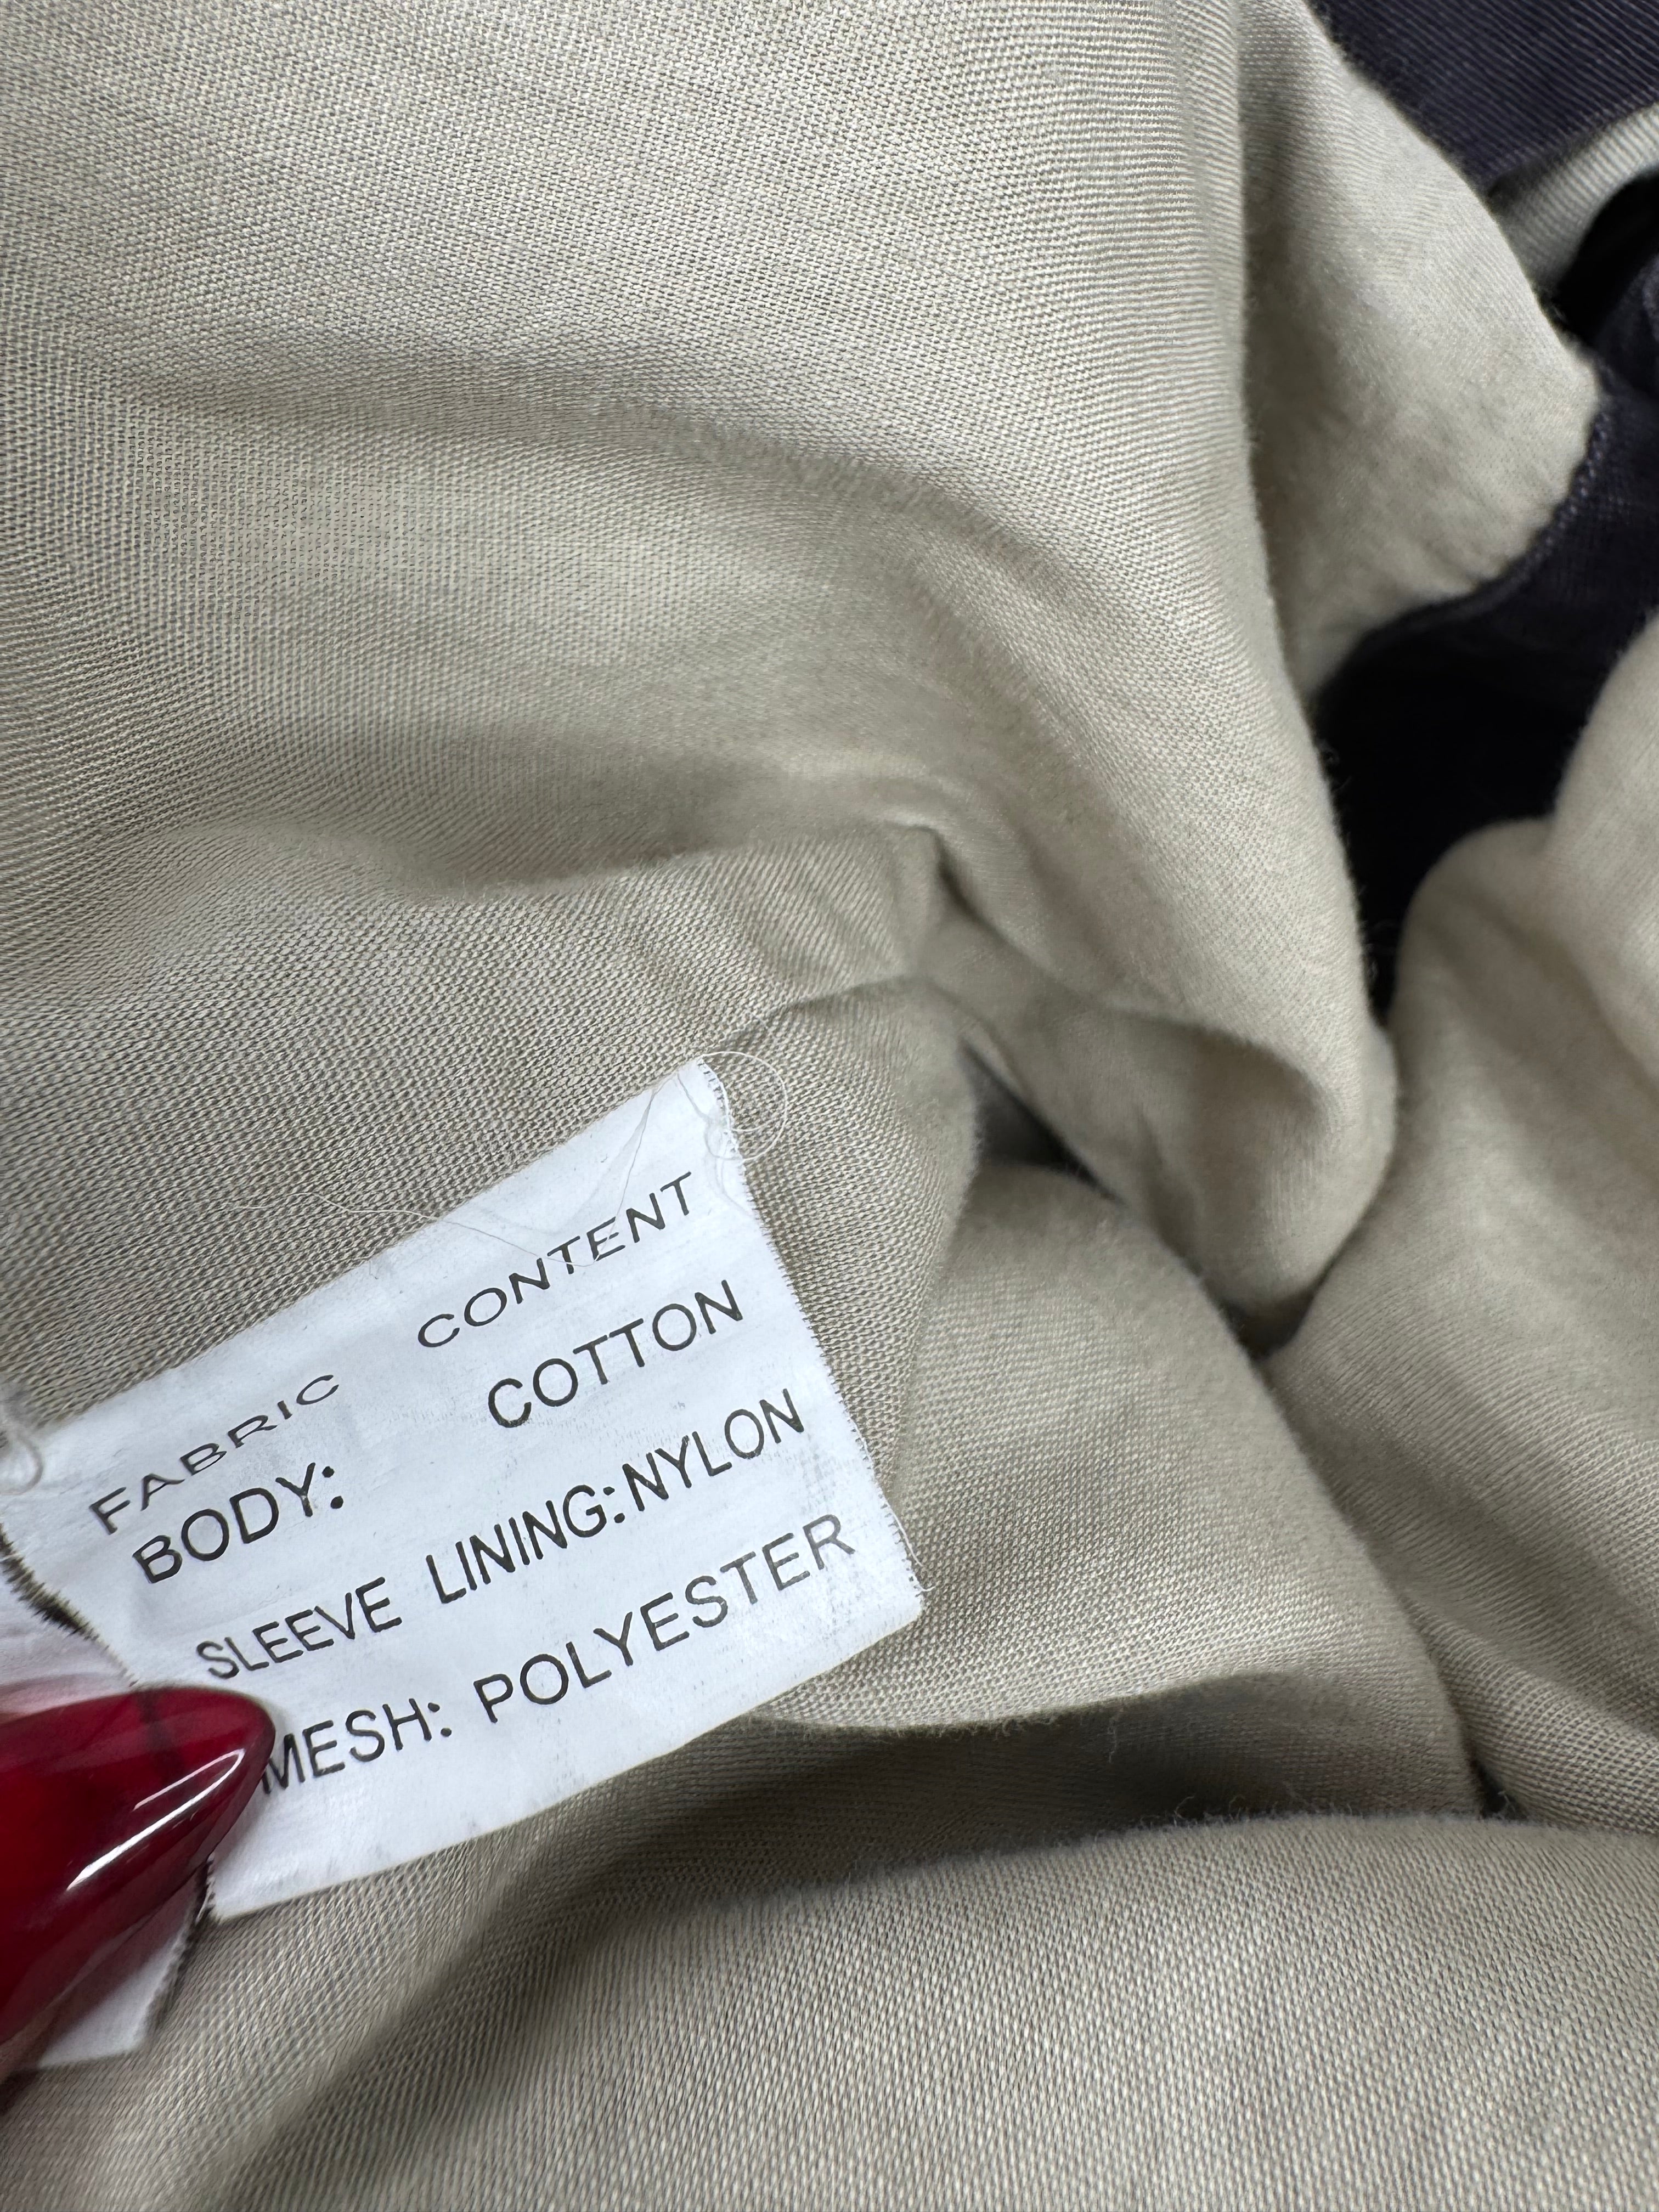 FABRIC CONTENT
BODY: COTTON
SLEEVE LINING:NYLON
MESH: POLYESTER